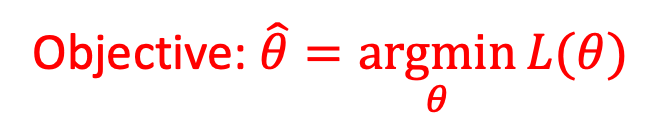 Objective: θ̂ = argmin L(θ)
θ